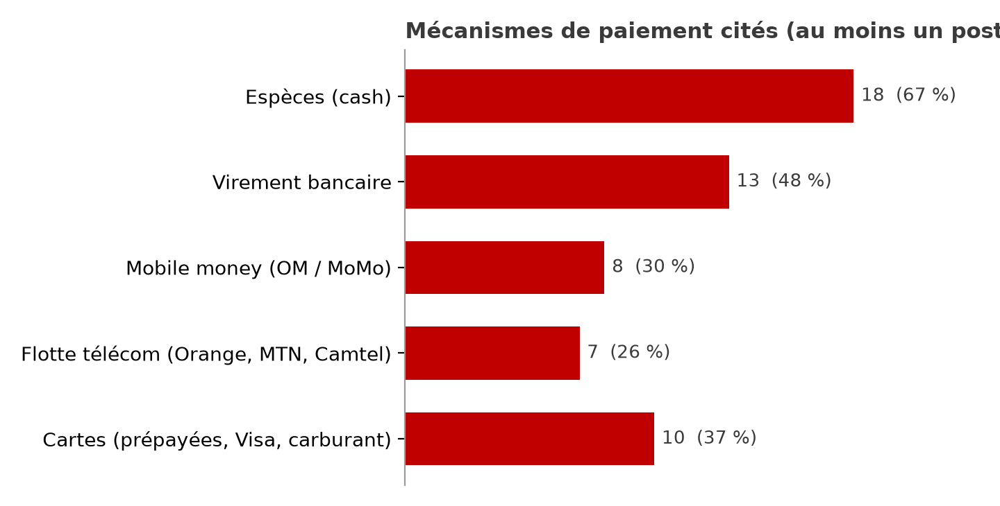 Mécanismes de paiement cités (au moins un post
Espèces (cash) 18 (67 %)
Virement bancaire 13 (48 %)
Mobile money (OM / MoMo) 8 (30 %)
Flotte télécom (Orange, MTN, Camtel) 7 (26 %)
Cartes (prépayées, Visa, carburant) 10 (37 %)